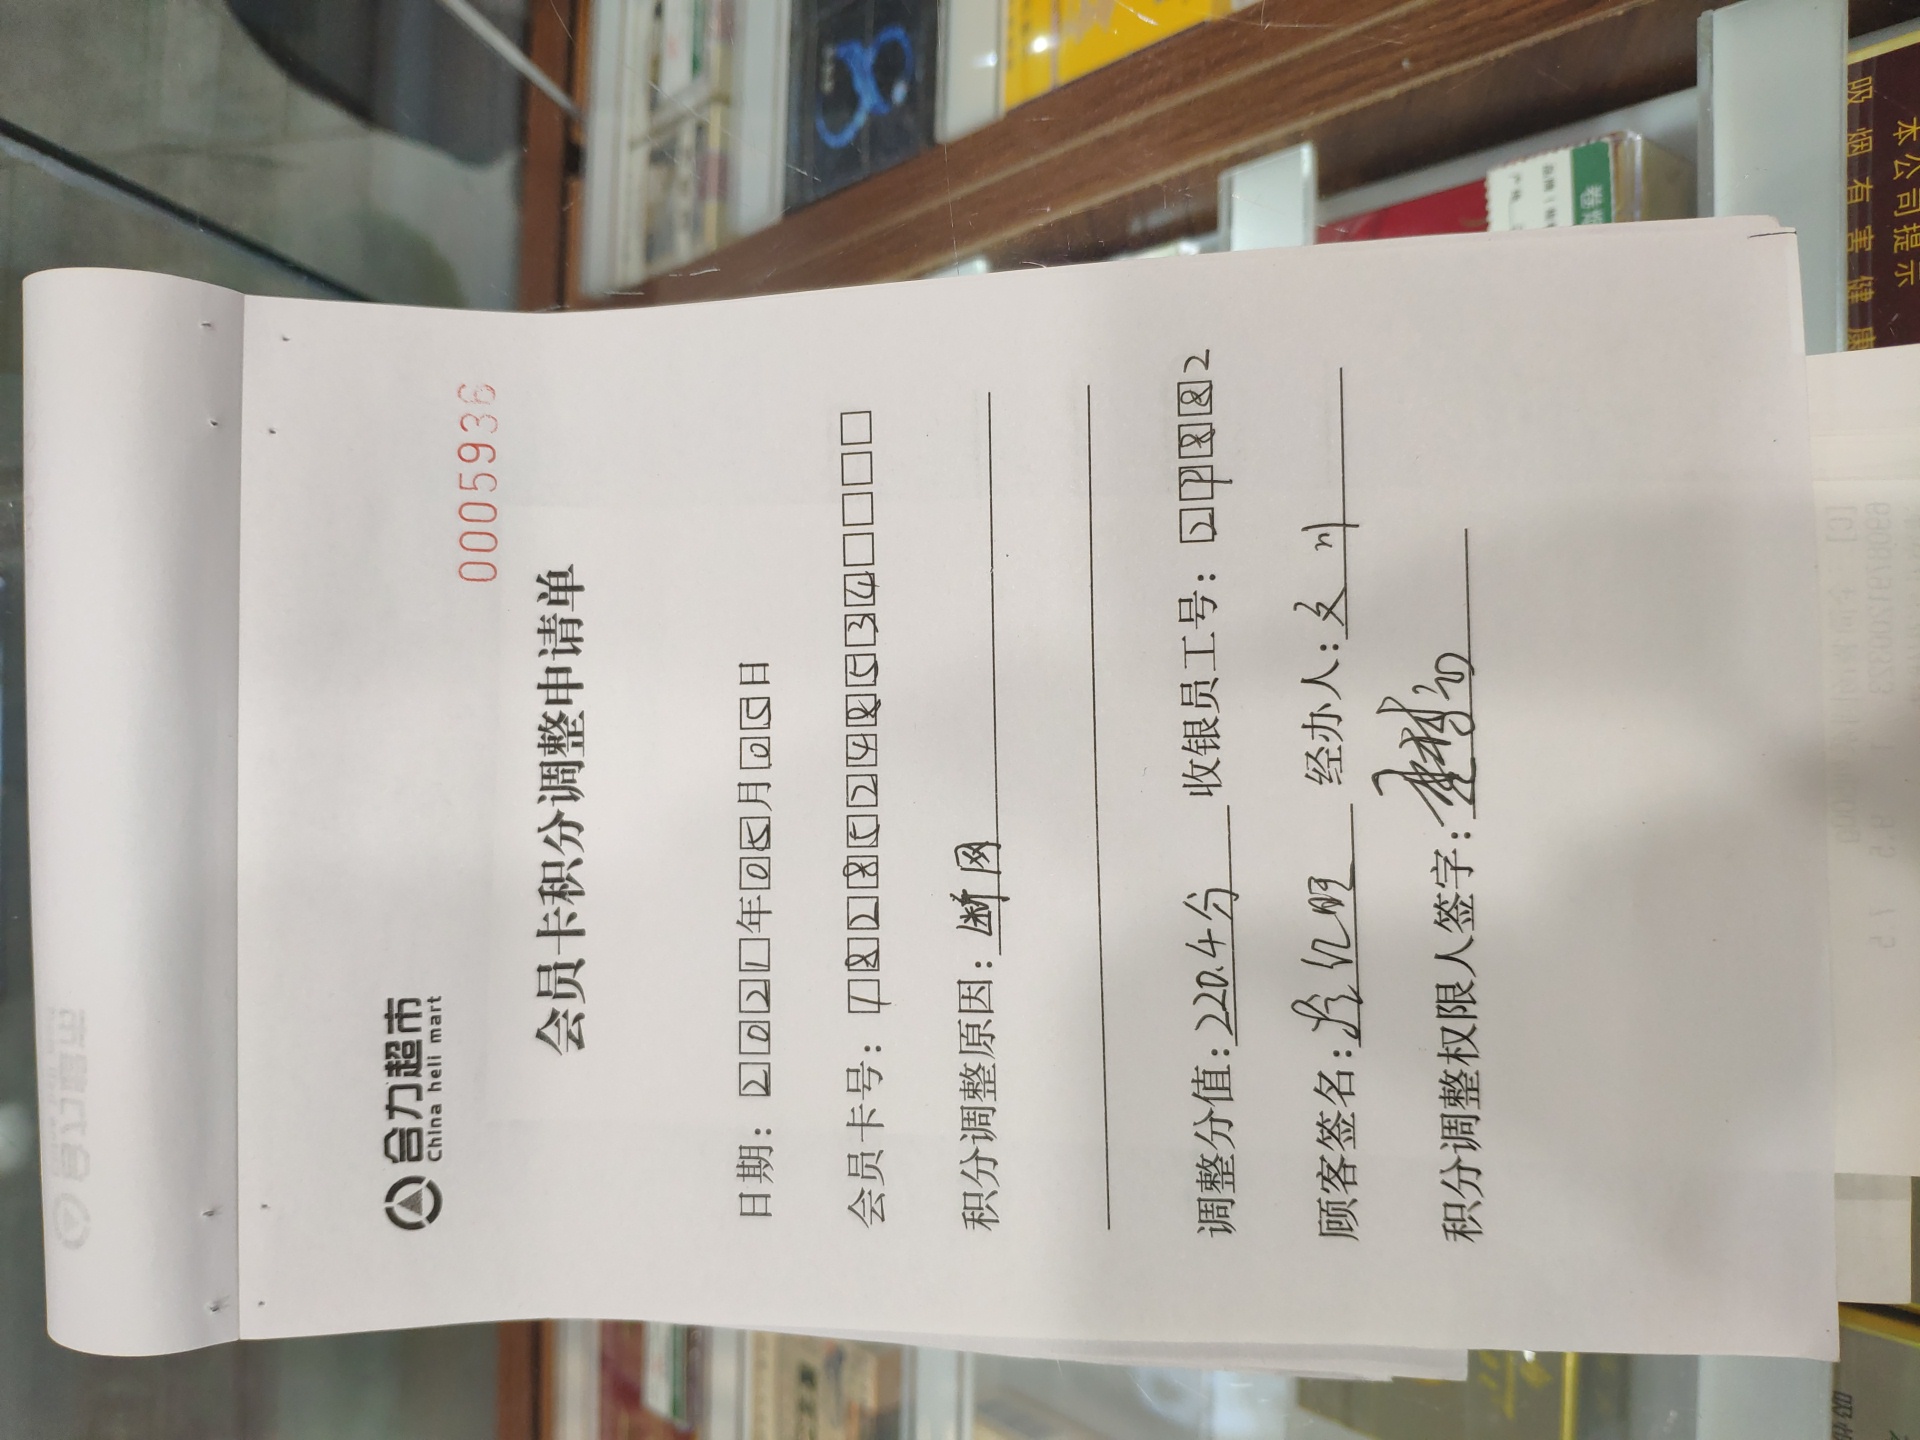 合力超市
China heli mart
0005936
会员卡积分调整申请单
日期：2021年05月05日
会员卡号：18285248534
积分调整原因：断网
调整分值：220.4分 收银员工号：27882
顾客签名： 经办人：
积分调整权限人签字：
本公司提示
吸烟有害健康